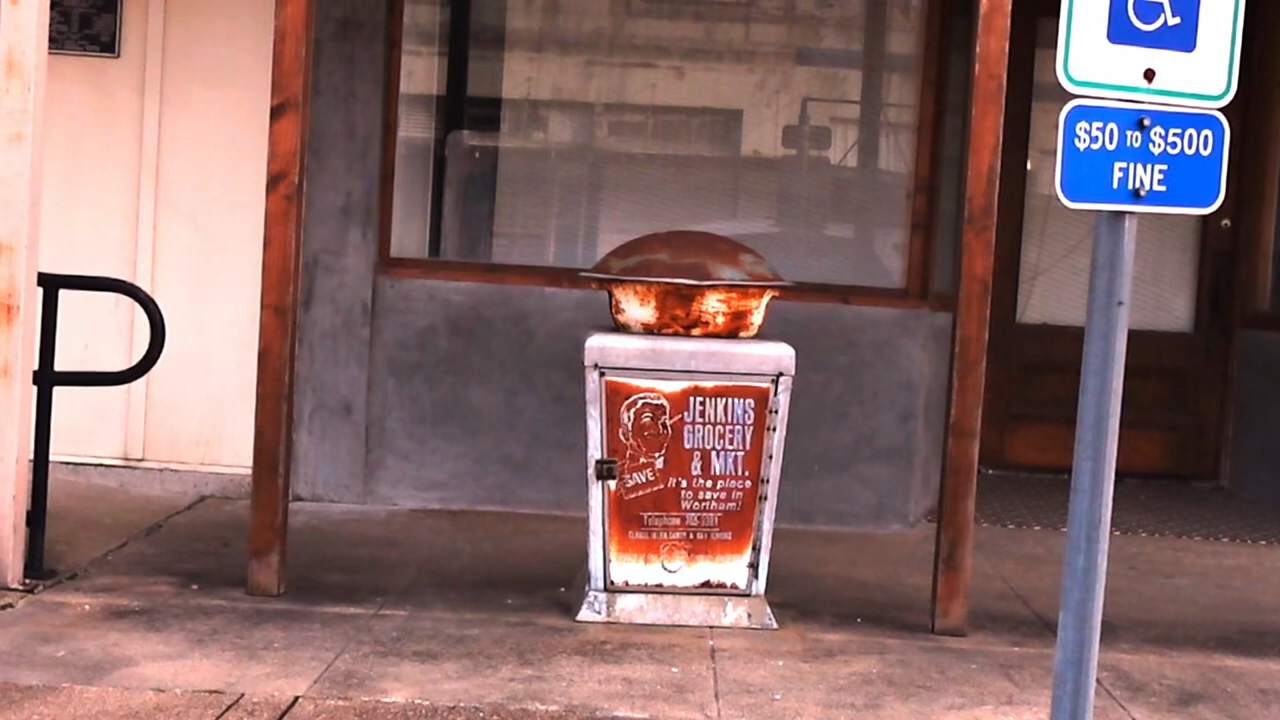 $50 TO $500
FINE
JENKINS
GROCERY
& MKT.
SAVE!
it's the place
to save in
Wortham!
Telephone